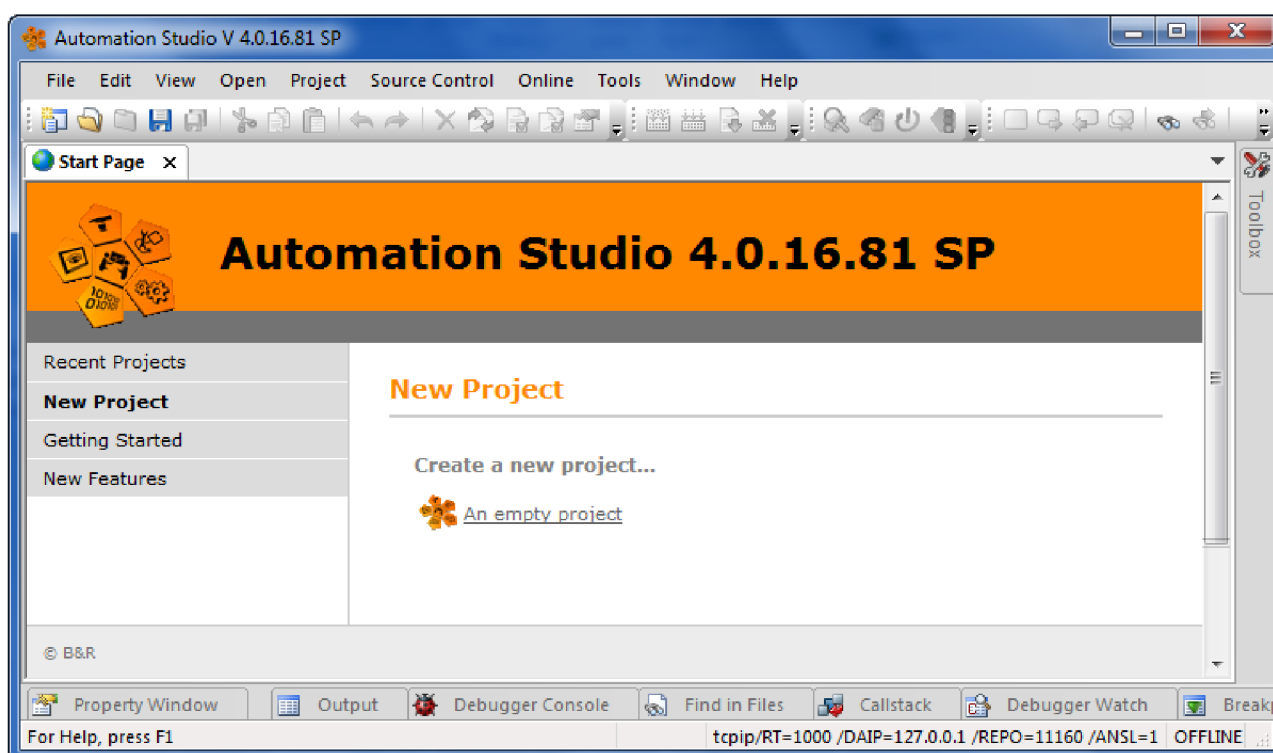 Automation Studio V 4.0.16.81 SP
File Edit View Open Project Source Control Online Tools Window Help
Start Page
Toolbox
Automation Studio 4.0.16.81 SP
Recent Projects
New Project
Getting Started
New Features
New Project
Create a new project...
An empty project
© B&R
Property Window Output Debugger Console Find in Files Callstack Debugger Watch Breakp
For Help, press F1 tcpip/RT=1000 /DAIP=127.0.0.1 /REPO=11160 /ANSL=1 OFFLINE